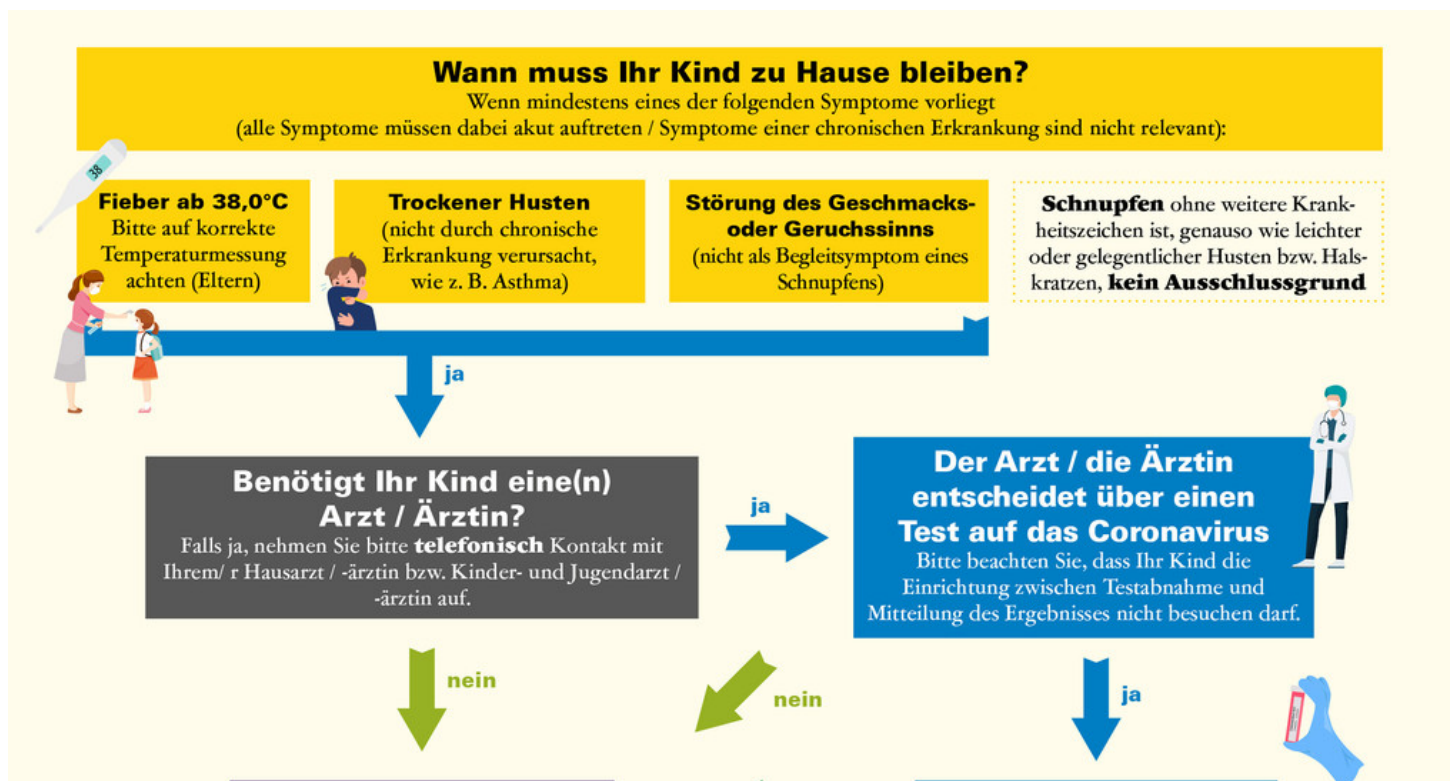 Wann muss Ihr Kind zu Hause bleiben?
Wenn mindestens eines der folgenden Symptome vorliegt
(alle Symptome müssen dabei akut auftreten / Symptome einer chronischen Erkrankung sind nicht relevant):
38
Fieber ab 38,0°C
Bitte auf korrekte
Temperaturmessung
achten (Eltern)
Trockener Husten
(nicht durch chronische
Erkrankung verursacht,
wie z. B. Asthma)
Störung des Geschmacks-
oder Geruchssinns
(nicht als Begleitsymptom eines
Schnupfens)
Schnupfen ohne weitere Krank-
heitszeichen ist, genauso wie leichter
oder gelegentlicher Husten bzw. Hals-
kratzen, kein Ausschlussgrund
ja
Benötigt Ihr Kind eine(n)
Arzt / Ärztin?
Falls ja, nehmen Sie bitte telefonisch Kontakt mit
Ihrem/ r Hausarzt / -ärztin bzw. Kinder- und Jugendarzt /
-ärztin auf.
ja
Der Arzt / die Ärztin
entscheidet über einen
Test auf das Coronavirus
Bitte beachten Sie, dass Ihr Kind die
Einrichtung zwischen Testabnahme und
Mitteilung des Ergebnisses nicht besuchen darf.
nein
nein
ja